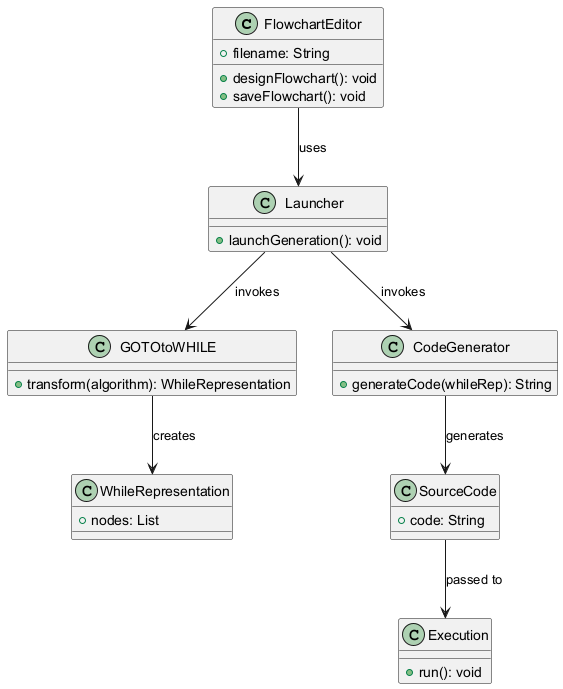 C FlowchartEditor
filename: String
designFlowchart(): void
saveFlowchart(): void
uses
C Launcher
launchGeneration(): void
invokes
invokes
C GOTOtoWHILE
transform(algorithm): WhileRepresentation
C CodeGenerator
generateCode(whileRep): String
creates
generates
C WhileRepresentation
nodes: List
C SourceCode
code: String
passed to
C Execution
run(): void